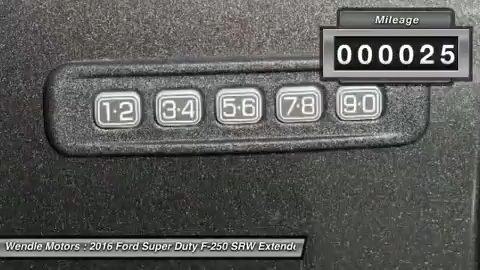 Mileage
000025
1·2 3·4 5·6 7·8 9·0
Wendle Motors : 2016 Ford Super Duty F-250 SRW Extende